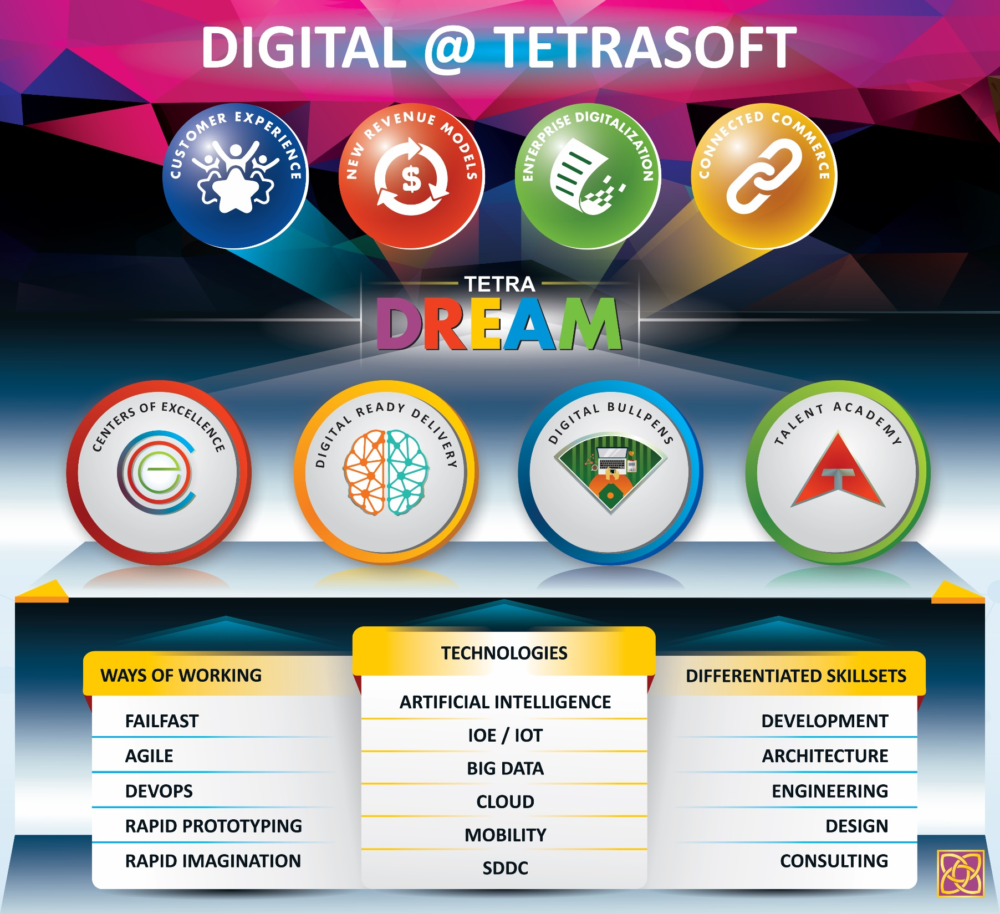 DIGITAL @ TETRASOFT
CUSTOMER EXPERIENCE
NEW REVENUE MODELS
$
ENTERPRISE DIGITALIZATION
CONNECTED COMMERCE
TETRA
DREAM
CENTERS OF EXCELLENCE
DIGITAL READY DELIVERY
DIGITAL BULLPENS
TALENT ACADEMY
e
T
WAYS OF WORKING
FAILFAST
AGILE
DEVOPS
RAPID PROTOTYPING
RAPID IMAGINATION
TECHNOLOGIES
ARTIFICIAL INTELLIGENCE
IOE / IOT
BIG DATA
CLOUD
MOBILITY
SDDC
DIFFERENTIATED SKILLSETS
DEVELOPMENT
ARCHITECTURE
ENGINEERING
DESIGN
CONSULTING